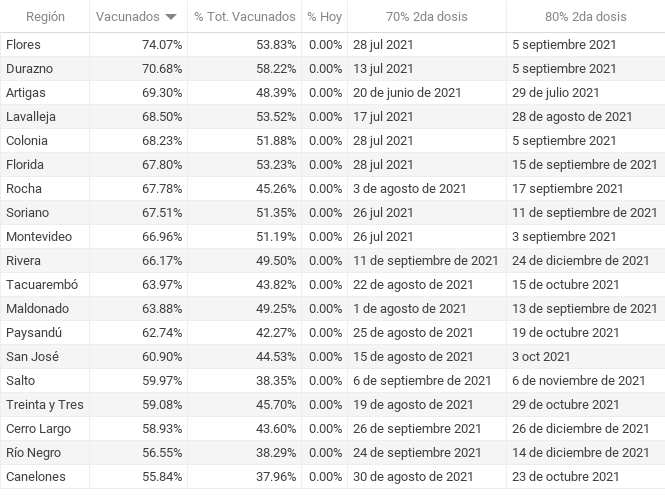 Región Vacunados % Tot. Vacunados % Hoy 70% 2da dosis 80% 2da dosis
Flores 74.07% 53.83% 0.00% 28 jul 2021 5 septiembre 2021
Durazno 70.68% 58.22% 0.00% 13 jul 2021 5 septiembre 2021
Artigas 69.30% 48.39% 0.00% 20 de junio de 2021 29 de julio 2021
Lavalleja 68.50% 53.52% 0.00% 17 jul 2021 28 de agosto de 2021
Colonia 68.23% 51.88% 0.00% 28 jul 2021 5 septiembre 2021
Florida 67.80% 53.23% 0.00% 28 jul 2021 15 de septiembre de 2021
Rocha 67.78% 45.26% 0.00% 3 de agosto de 2021 17 septiembre 2021
Soriano 67.51% 51.35% 0.00% 26 jul 2021 11 de septiembre de 2021
Montevideo 66.96% 51.19% 0.00% 26 jul 2021 3 septiembre 2021
Rivera 66.17% 49.50% 0.00% 11 de septiembre de 2021 24 de diciembre de 2021
Tacuarembó 63.97% 43.82% 0.00% 22 de agosto de 2021 15 de octubre 2021
Maldonado 63.88% 49.25% 0.00% 1 de agosto de 2021 13 de septiembre de 2021
Paysandú 62.74% 42.27% 0.00% 25 de agosto de 2021 19 de octubre 2021
San José 60.90% 44.53% 0.00% 15 de agosto de 2021 3 oct 2021
Salto 59.97% 38.35% 0.00% 6 de septiembre de 2021 6 de noviembre de 2021
Treinta y Tres 59.08% 45.70% 0.00% 19 de agosto de 2021 29 de octubre 2021
Cerro Largo 58.93% 43.60% 0.00% 26 de septiembre 2021 26 de diciembre de 2021
Río Negro 56.55% 38.29% 0.00% 24 de septiembre 2021 14 de diciembre de 2021
Canelones 55.84% 37.96% 0.00% 30 de agosto de 2021 23 de octubre 2021